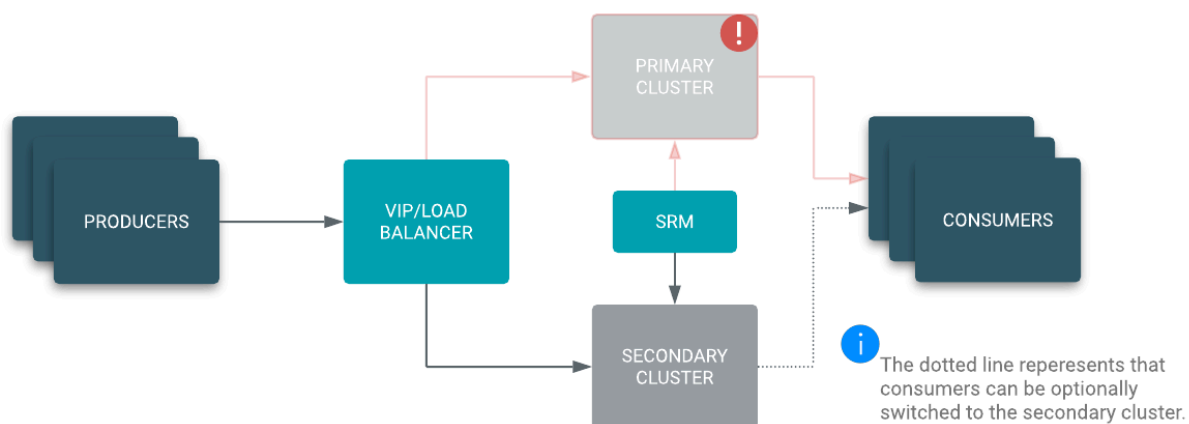 PRIMARY
CLUSTER
PRODUCERS
VIP/LOAD
BALANCER
SRM
CONSUMERS
SECONDARY
CLUSTER
The dotted line reperesents that
consumers can be optionally
switched to the secondary cluster.